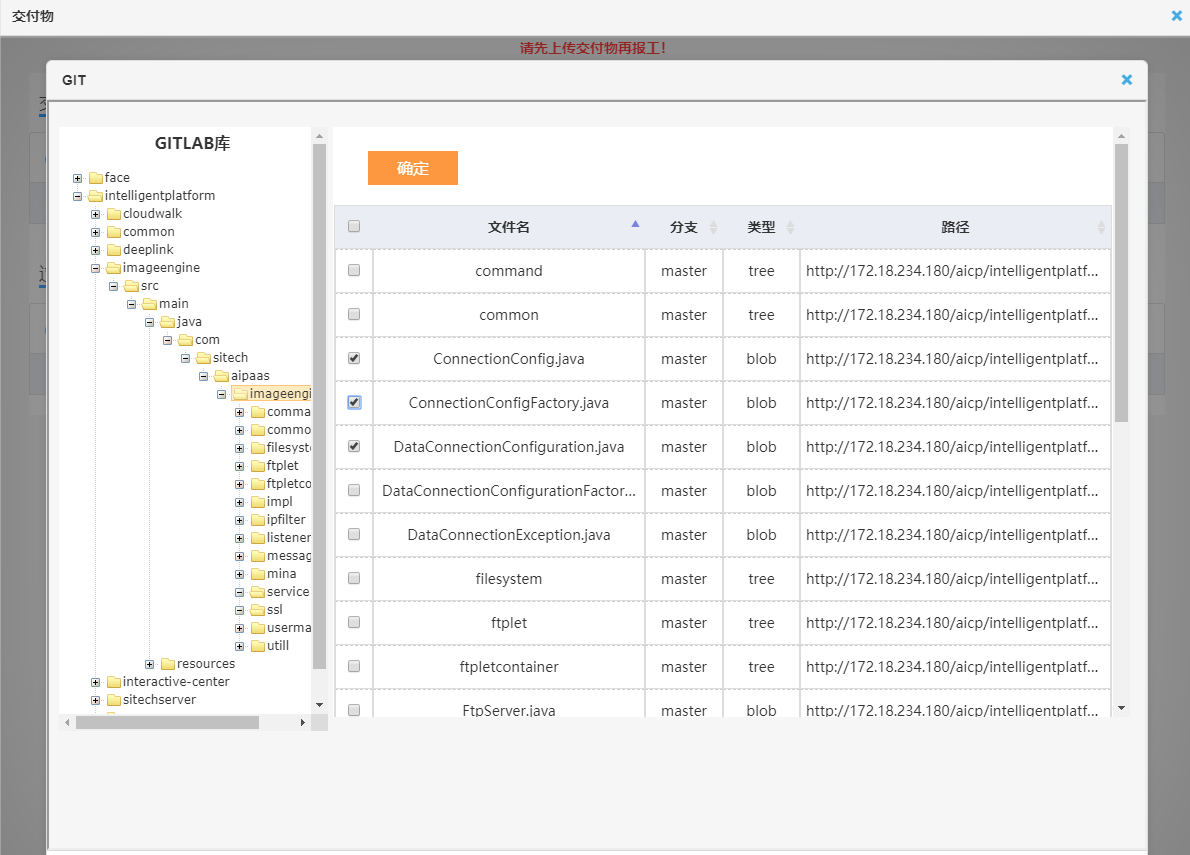 交付物
请先上传交付物再报工!
GIT
GITLAB库
face
intelligentplatform
cloudwalk
common
deeplink
imageengine
src
main
java
com
sitech
aipaas
imageengi
comma
commo
filesyst
ftplet
ftpletco
impl
ipfilter
listener
messag
mina
service
ssl
userma
utill
resources
interactive-center
sitechserver
确定
文件名 分支 类型 路径
command master tree http://172.18.234.180/aicp/intelligentplatf...
common master tree http://172.18.234.180/aicp/intelligentplatf...
ConnectionConfig.java master blob http://172.18.234.180/aicp/intelligentplatf...
ConnectionConfigFactory.java master blob http://172.18.234.180/aicp/intelligentplatf...
DataConnectionConfiguration.java master blob http://172.18.234.180/aicp/intelligentplatf...
DataConnectionConfigurationFactor... master blob http://172.18.234.180/aicp/intelligentplatf...
DataConnectionException.java master blob http://172.18.234.180/aicp/intelligentplatf...
filesystem master tree http://172.18.234.180/aicp/intelligentplatf...
ftplet master tree http://172.18.234.180/aicp/intelligentplatf...
ftpletcontainer master tree http://172.18.234.180/aicp/intelligentplatf...
FtpServer.java master blob http://172.18.234.180/aicp/intelligentplatf...